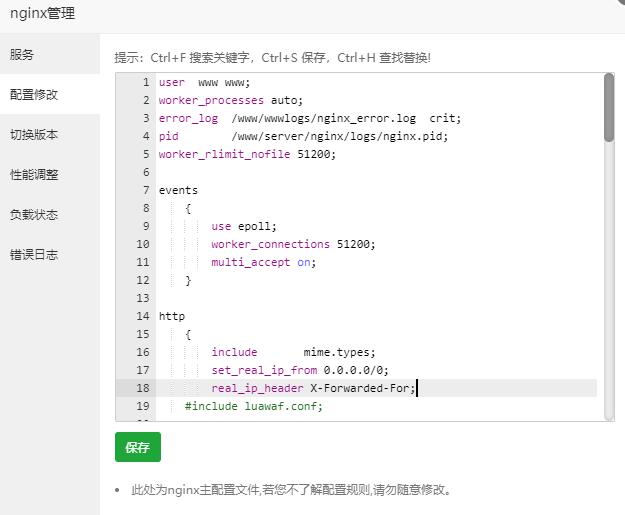 nginx管理
服务
配置修改
切换版本
性能调整
负载状态
错误日志
提示：Ctrl+F 搜索关键字，Ctrl+S 保存，Ctrl+H 查找替换!
1 user  www www;
2 worker_processes auto;
3 error_log  /www/wwwlogs/nginx_error.log  crit;
4 pid        /www/server/nginx/logs/nginx.pid;
5 worker_rlimit_nofile 51200;
6
7 events
8     {
9         use epoll;
10         worker_connections 51200;
11         multi_accept on;
12     }
13
14 http
15     {
16         include       mime.types;
17         set_real_ip_from 0.0.0.0/0;
18         real_ip_header X-Forwarded-For;
19     #include luawaf.conf;
保存
• 此处为nginx主配置文件,若您不了解配置规则,请勿随意修改。